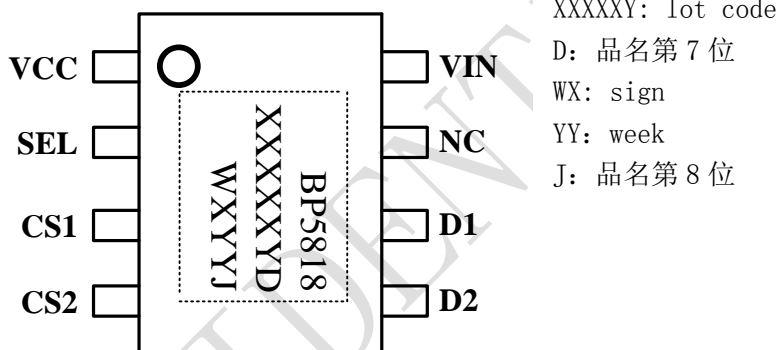 XXXXXY: lot code
D: 品名第 7 位
WX: sign
YY: week
J: 品名第 8 位
VCC
VIN
SEL
NC
CS1
D1
CS2
D2
BP5818
XXXXXXYD
WXYYJ